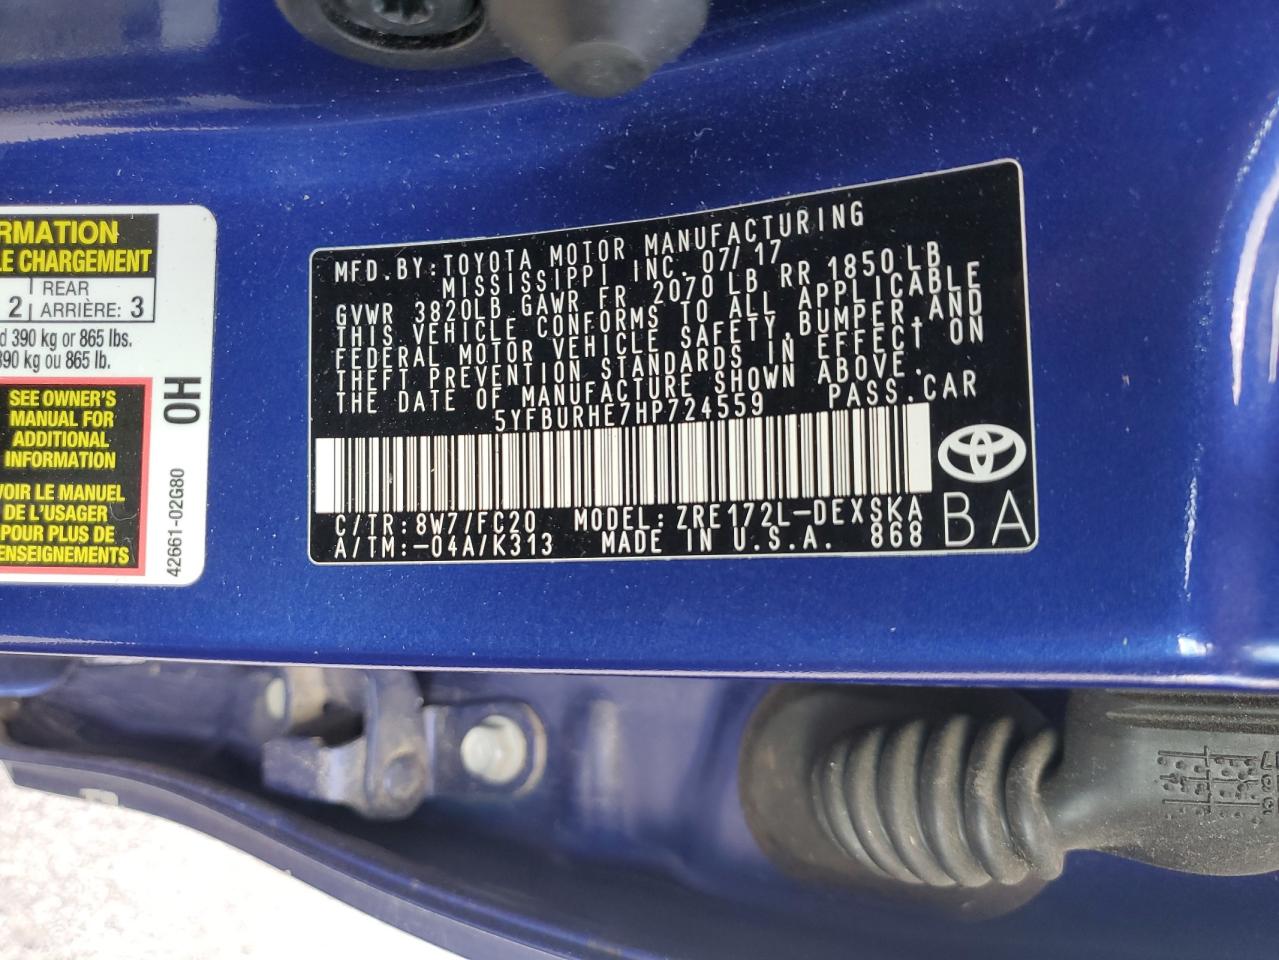 RMATION
LE CHARGEMENT
REAR
2 ARRIÈRE: 3
d 390 kg or 865 lbs.
390 kg ou 865 lb.
SEE OWNER'S
MANUAL FOR
ADDITIONAL
INFORMATION
VOIR LE MANUEL
DE L'USAGER
POUR PLUS DE
ENSEIGNEMENTS
OH
42661-02G80
MFD.BY:TOYOTA MOTOR MANUFACTURING
MISSISSIPPI INC. 07/17
GVWR 3820LB GAWR FR 2070 LB RR 1850 LB
THIS VEHICLE CONFORMS TO ALL APPLICABLE
FEDERAL MOTOR VEHICLE SAFETY,BUMPER,AND
THEFT PREVENTION STANDARDS IN EFFECT ON
THE DATE OF MANUFACTURE SHOWN ABOVE.
5YFBURHE7HP724559 PASS.CAR
C/TR:8W7/FC20 MODEL:ZRE172L-DEXSKA
A/TM:-04A/K313 MADE IN U.S.A. 868
BA